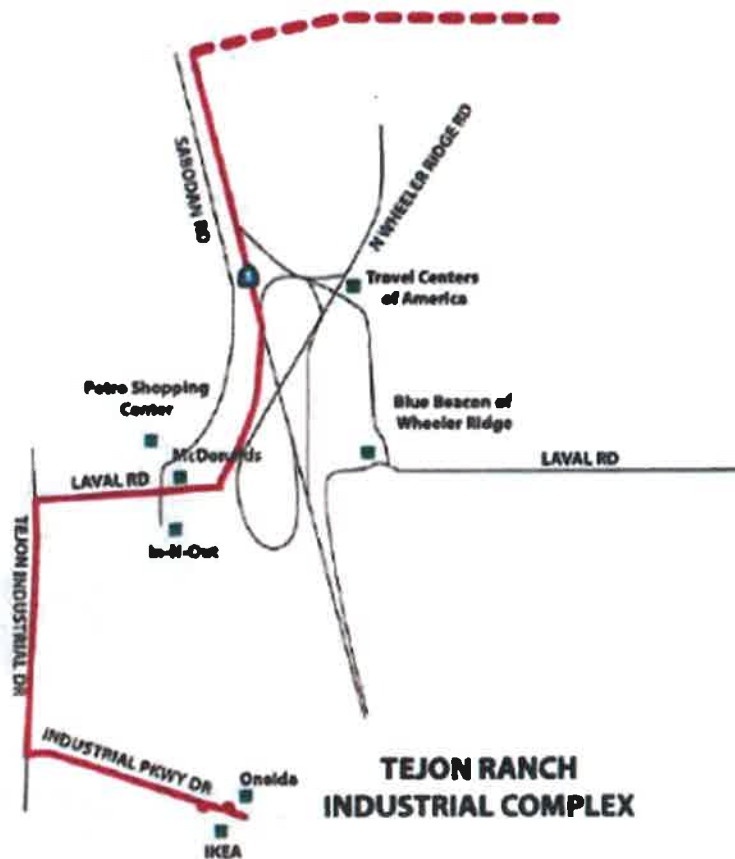 SABODAN RD
N WHEELER RIDGE RD
Travel Centers
of America
Petro Shopping
Center
Blue Beacon of
Wheeler Ridge
McDonalds
LAVAL RD
LAVAL RD
In-N-Out
TEJON INDUSTRIAL DR
INDUSTRIAL PKWY DR
Oneida
IKEA
TEJON RANCH
INDUSTRIAL COMPLEX